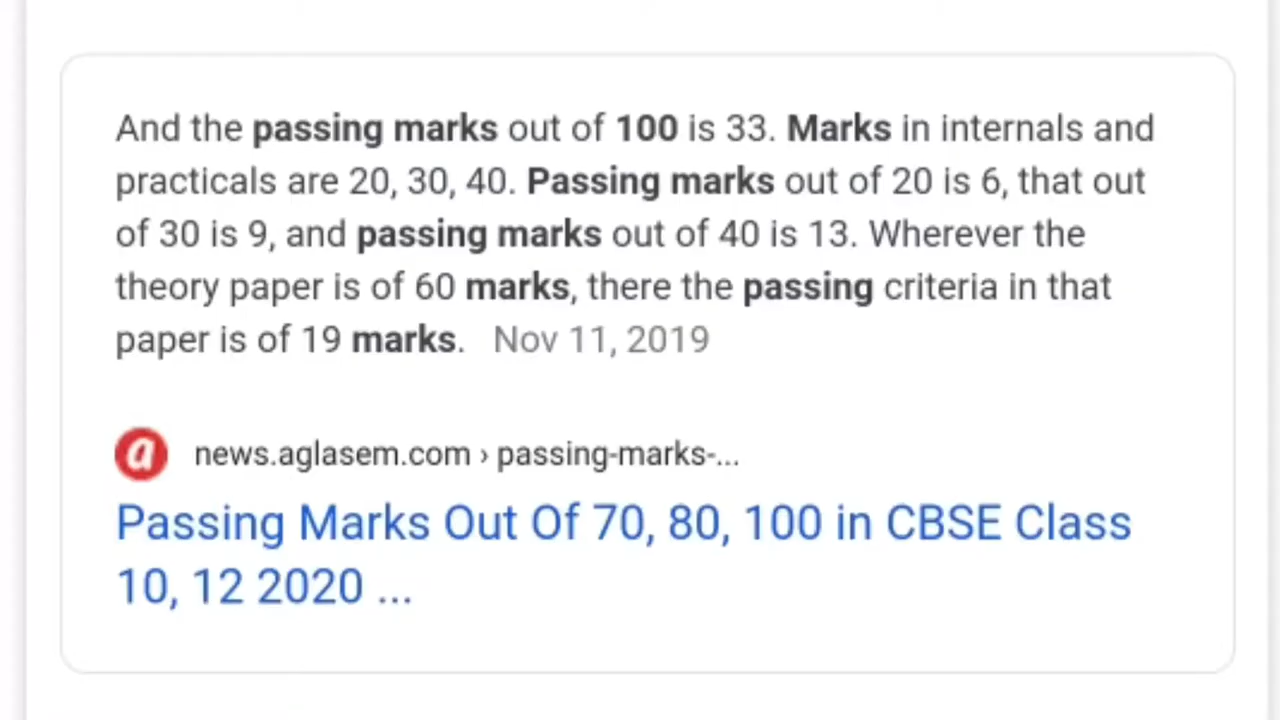 And the passing marks out of 100 is 33. Marks in internals and
practicals are 20, 30, 40. Passing marks out of 20 is 6, that out
of 30 is 9, and passing marks out of 40 is 13. Wherever the
theory paper is of 60 marks, there the passing criteria in that
paper is of 19 marks. Nov 11, 2019
a news.aglasem.com › passing-marks-...
Passing Marks Out Of 70, 80, 100 in CBSE Class
10, 12 2020 ...